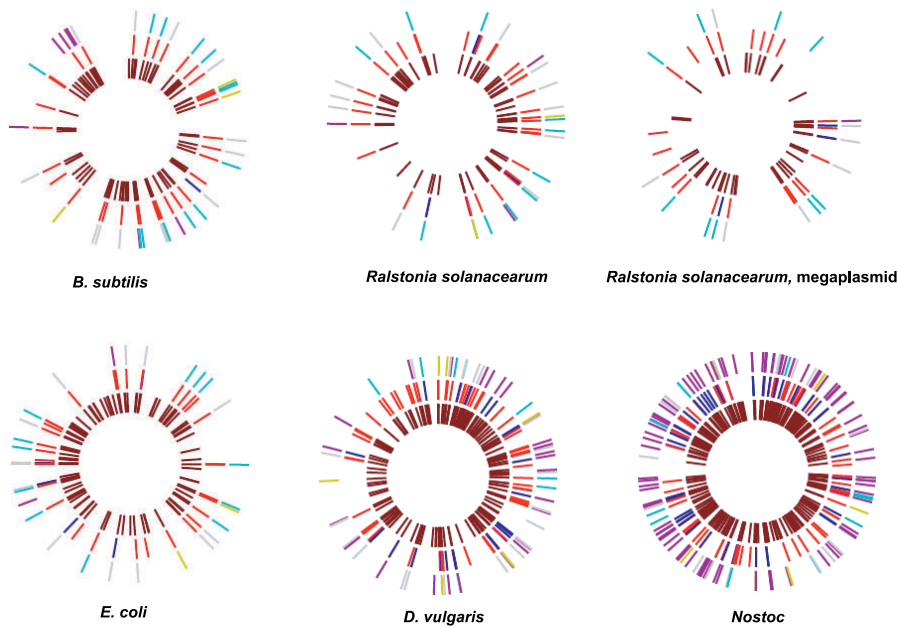 B. subtilis
Ralstonia solanacearum
Ralstonia solanacearum, megaplasmid
E. coli
D. vulgaris
Nostoc